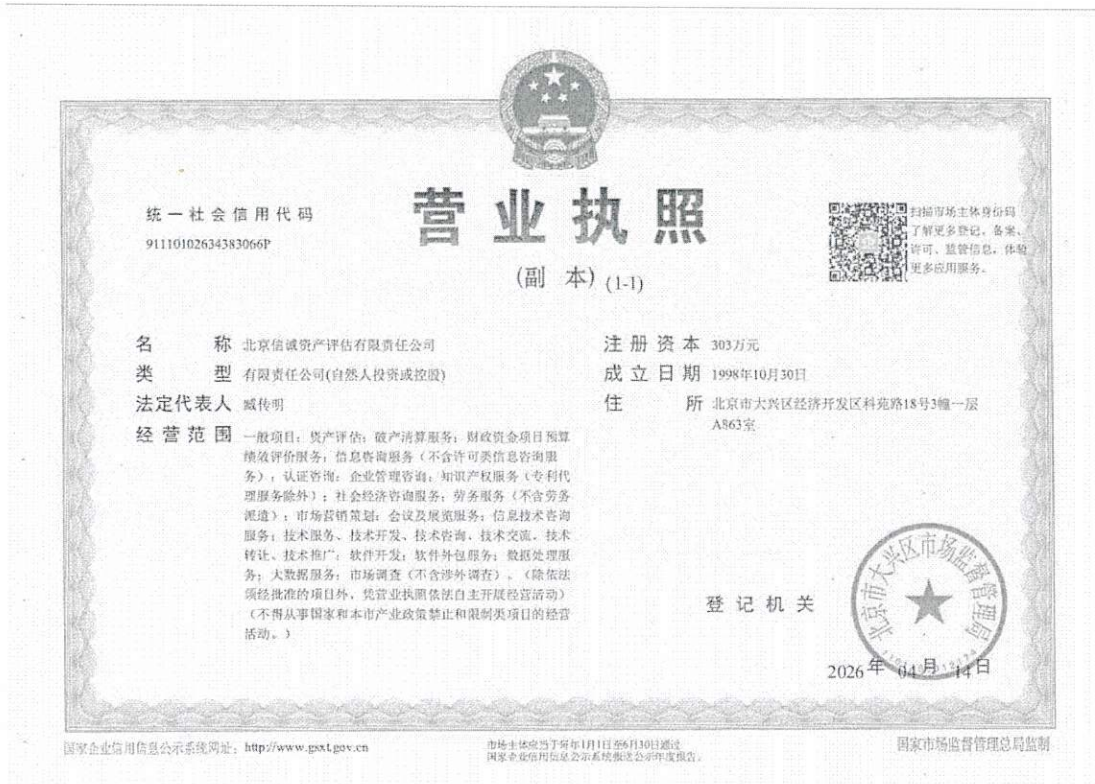 营业执照
(副 本) (1-1)
统一社会信用代码
91110102634383066P
扫描市场主体身份码
了解更多登记、备案、
许可、监管信息，体验
更多应用服务。
名 称 北京信诚资产评估有限责任公司
类 型 有限责任公司(自然人投资或控股)
法定代表人 臧传明
经营范围 一般项目：资产评估；破产清算服务；财政资金项目预算
绩效评价服务；信息咨询服务（不含许可类信息咨询服
务）；认证咨询；企业管理咨询；知识产权服务（专利代
理服务除外）；社会经济咨询服务；劳务服务（不含劳务
派遣）；市场营销策划；会议及展览服务；信息技术咨询
服务；技术服务、技术开发、技术咨询、技术交流、技术
转让、技术推广；软件开发；软件外包服务；数据处理服
务；大数据服务；市场调查（不含涉外调查）。（除依法
须经批准的项目外，凭营业执照依法自主开展经营活动）
（不得从事国家和本市产业政策禁止和限制类项目的经营
活动。）
注册资本 303万元
成立日期 1998年10月30日
住 所 北京市大兴区经济开发区科苑路18号3幢一层
A863室
登记机关
北京市大兴区市场监督管理局
2026年 04月 14日
国家企业信用信息公示系统网址：http://www.gsxt.gov.cn
市场主体应当于每年1月1日至6月30日通过
国家企业信用信息公示系统报送公示年度报告。
国家市场监督管理总局监制